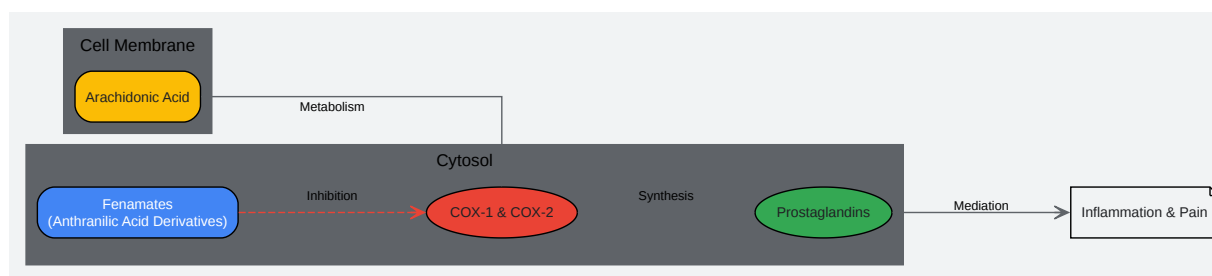 Cell Membrane
Arachidonic Acid
Metabolism
Cytosol
Fenamates
(Anthranilic Acid Derivatives)
Inhibition
COX-1 & COX-2
Synthesis
Prostaglandins
Mediation
Inflammation & Pain